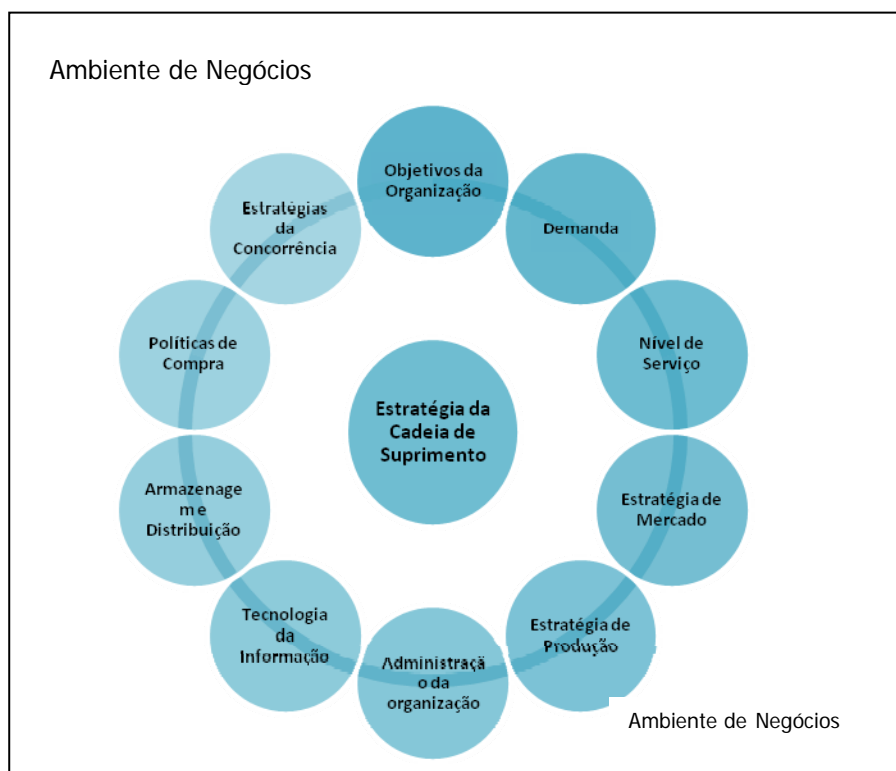 Ambiente de Negócios
Objetivos da
Organização
Demanda
Nível de
Serviço
Estratégia de
Mercado
Estratégia de
Produção
Administraçã
o da
organização
Tecnologia
da
Informação
Armazenage
m e
Distribuição
Políticas de
Compra
Estratégias
da
Concorrência
Estratégia da
Cadeia de
Suprimento
Ambiente de Negócios